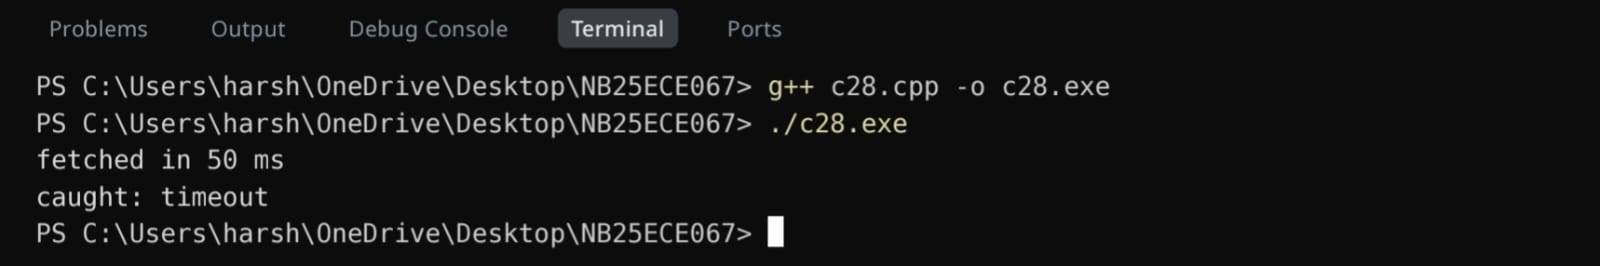 Problems Output Debug Console Terminal Ports
PS C:\Users\harsh\OneDrive\Desktop\NB25ECE067> g++ c28.cpp -o c28.exe
PS C:\Users\harsh\OneDrive\Desktop\NB25ECE067> ./c28.exe
fetched in 50 ms
caught: timeout
PS C:\Users\harsh\OneDrive\Desktop\NB25ECE067>